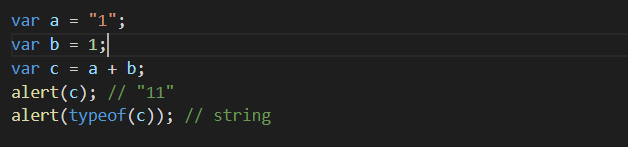 var a = "1";
var b = 1;
var c = a + b;
alert(c); // "11"
alert(typeof(c)); // string